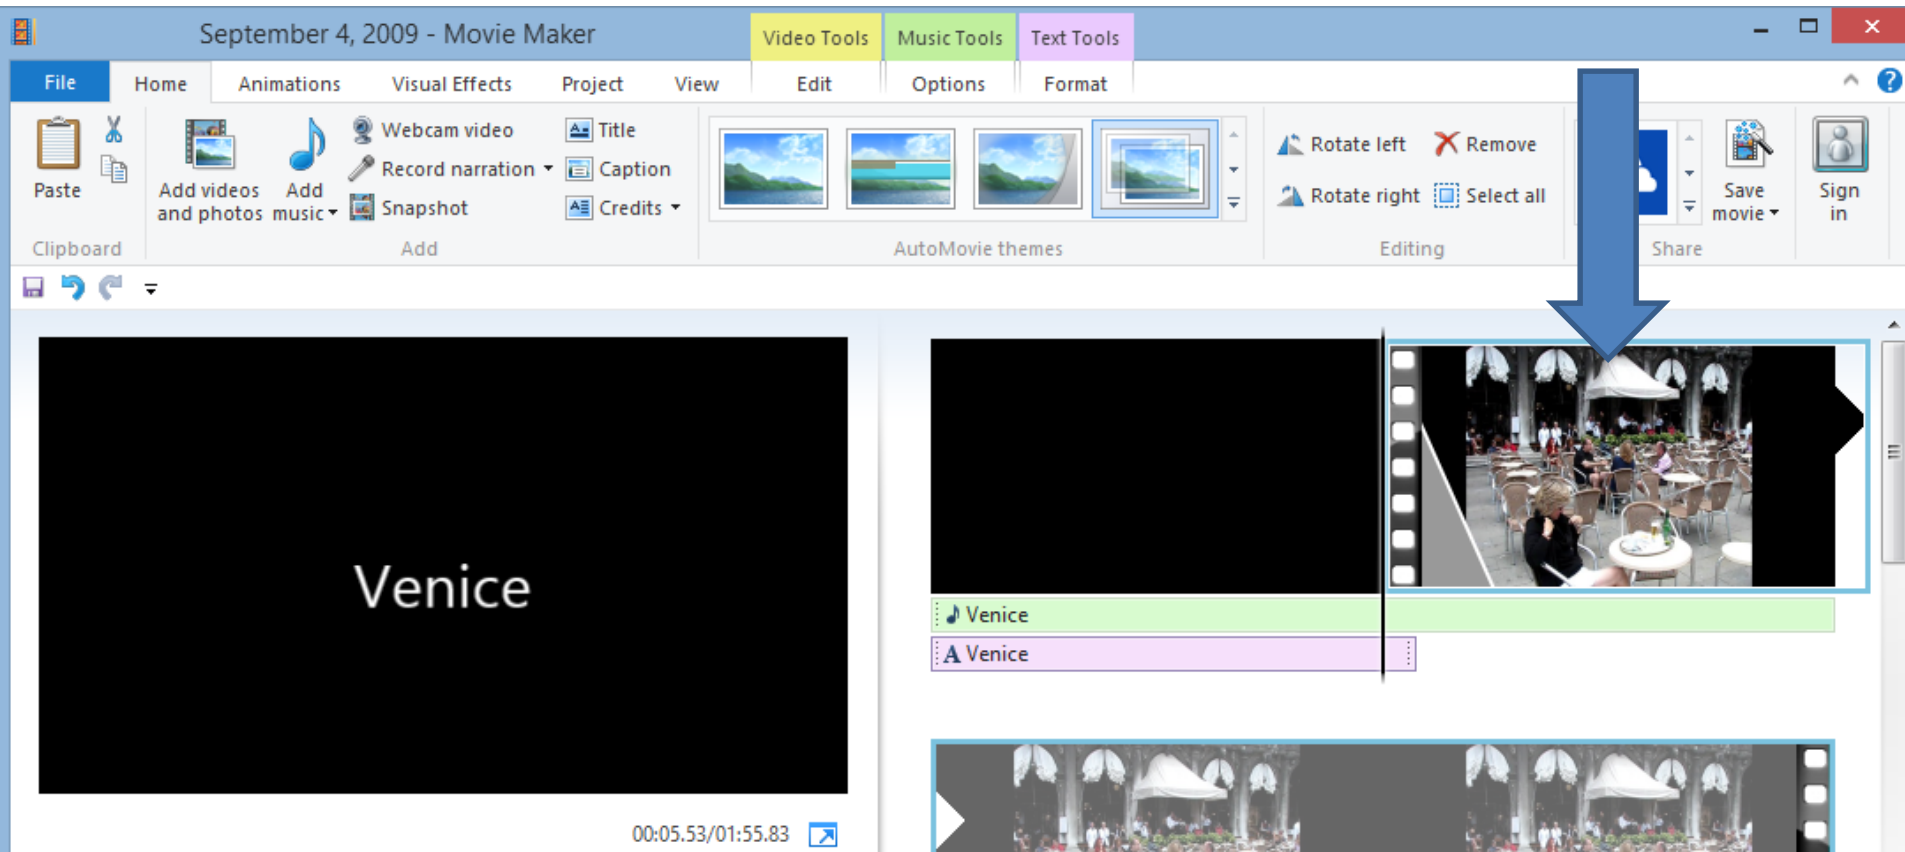 September 4, 2009 - Movie Maker
Video Tools
Music Tools
Text Tools
File
Home
Animations
Visual Effects
Project
View
Edit
Options
Format
Paste
Clipboard
Add videos
and photos
Add
music
Webcam video
Record narration
Snapshot
Title
Caption
Credits
Add
AutoMovie themes
Rotate left
Remove
Rotate right
Select all
Editing
Save
movie
Share
Sign
in
Venice
00:05.53/01:55.83
Venice
A Venice